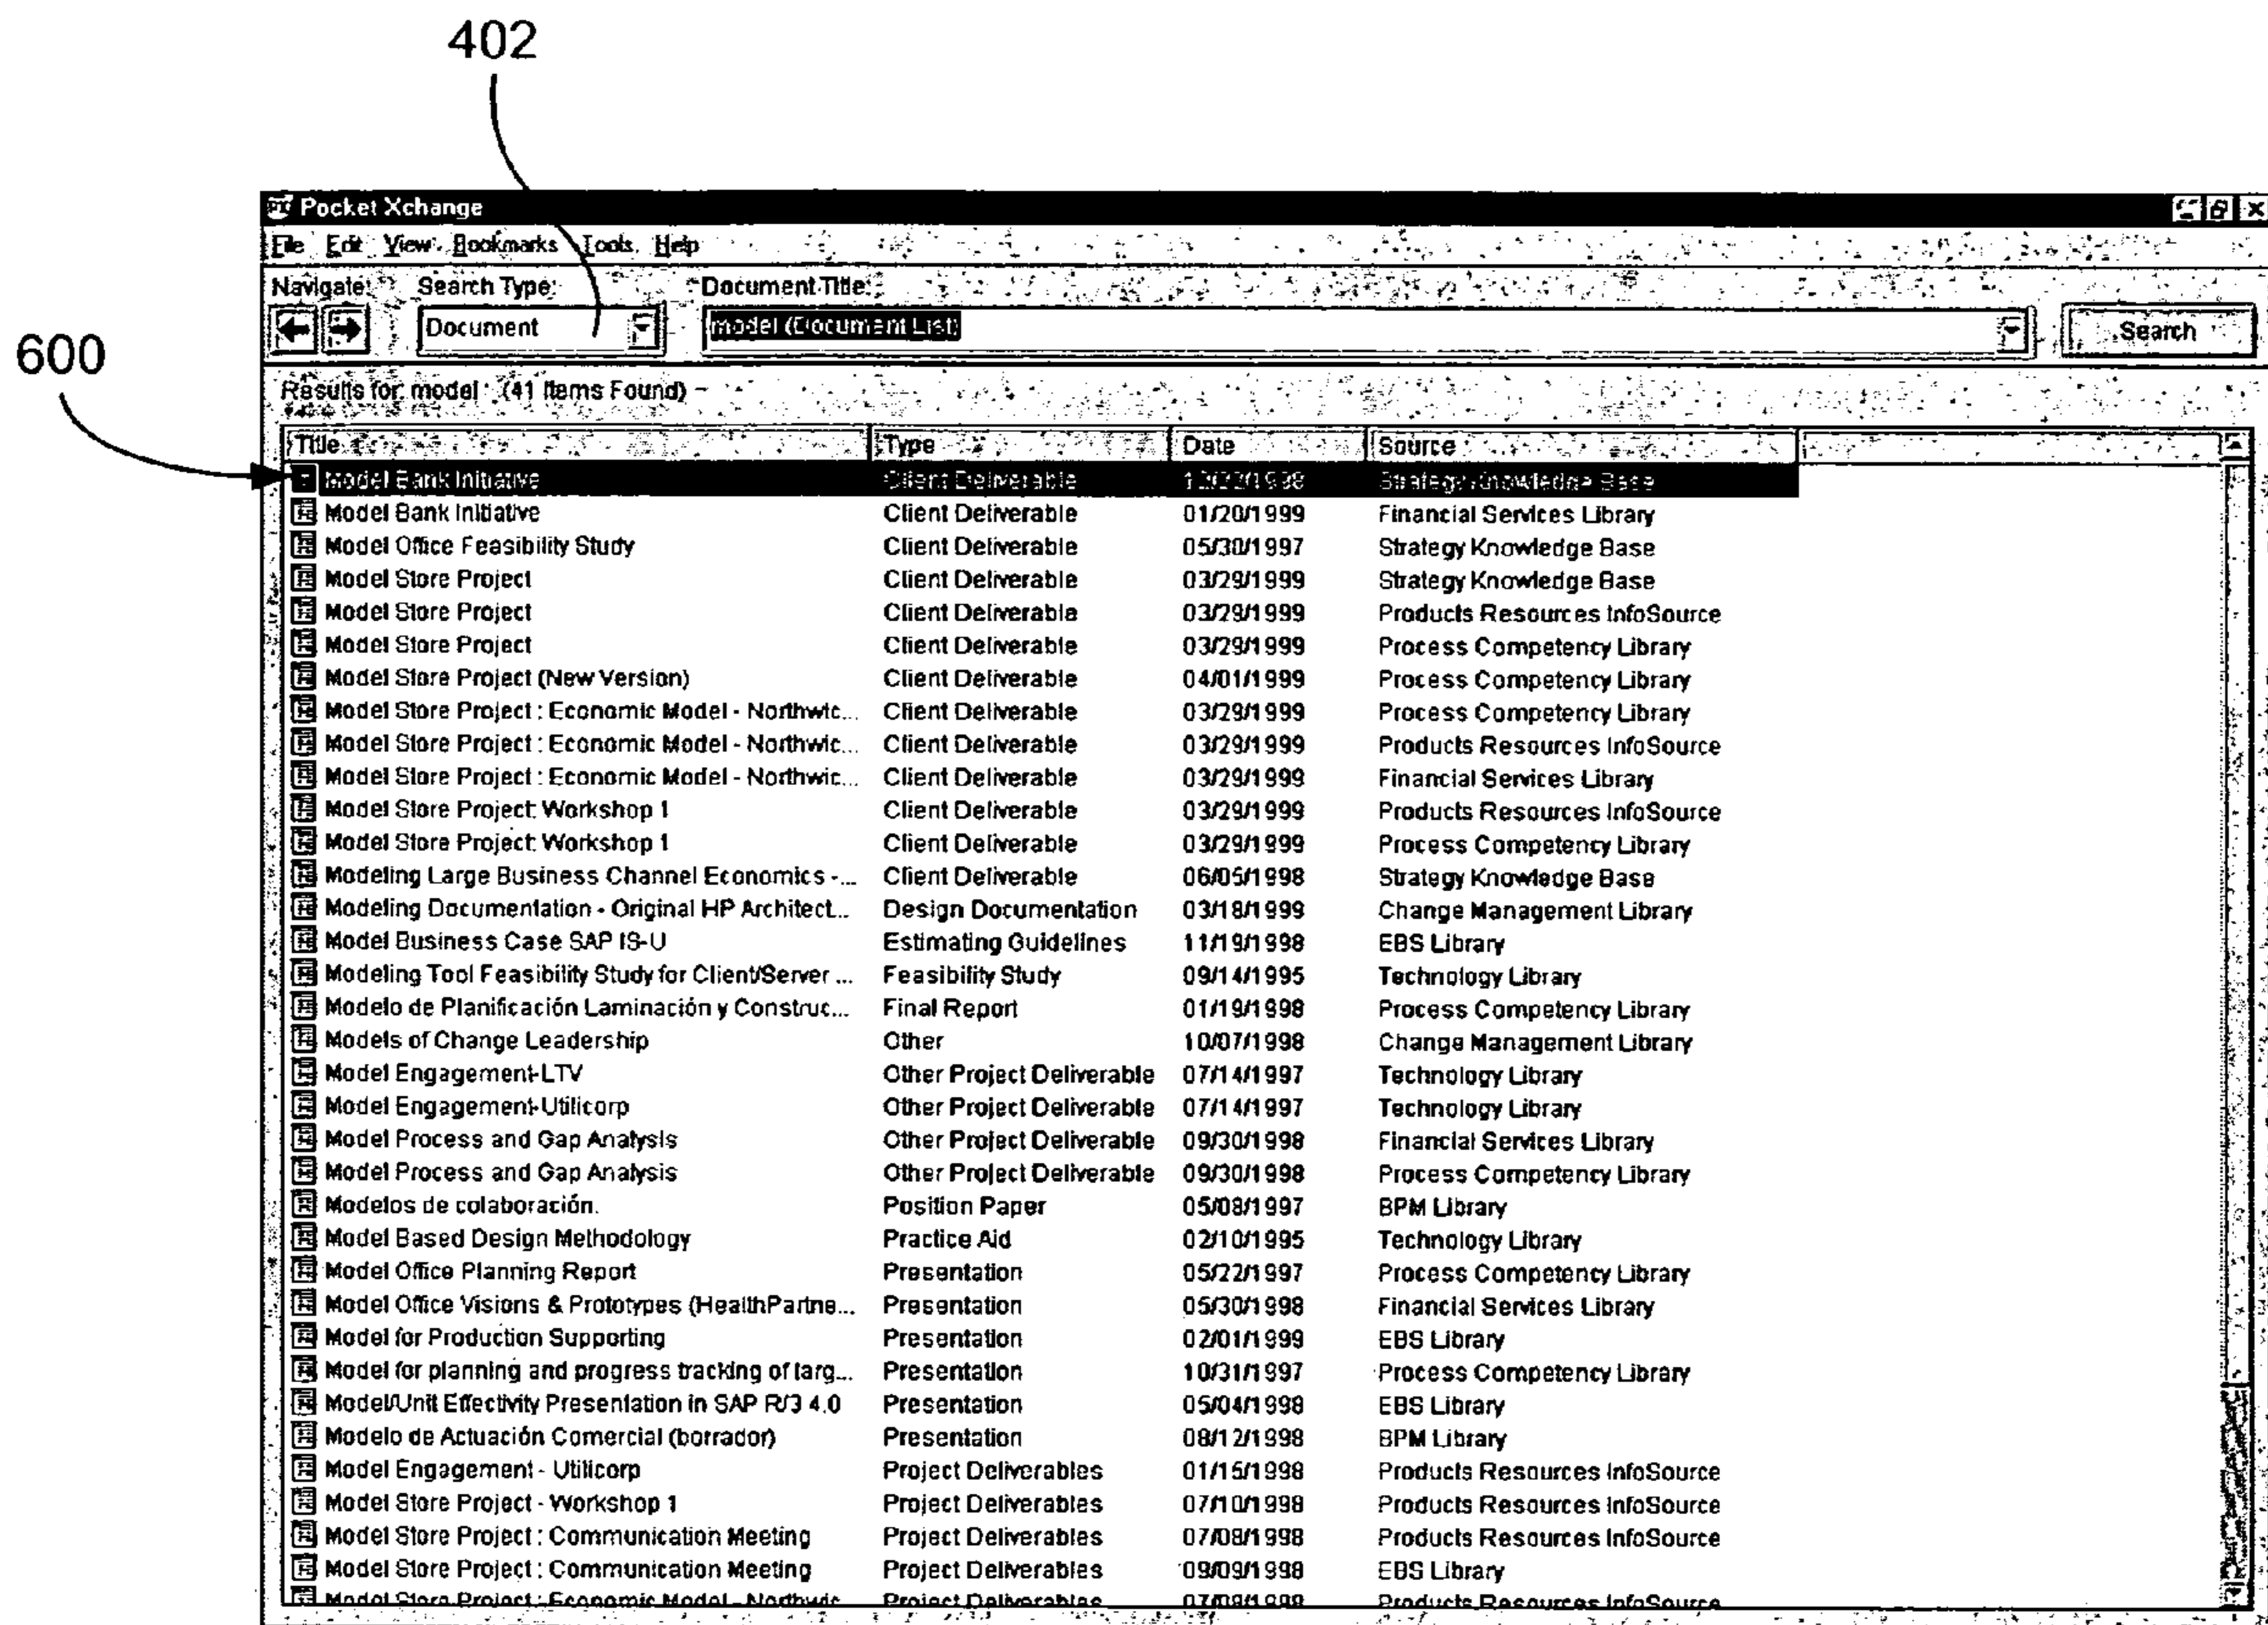 402
Pocket Xchange
File Edit View Bookmarks Tools Help
Navigate: Search Type: Document Title:
Document model (Document List) Search
600
Results for: model (41 Items Found)
Title Type Date Source
Model Bank Initiative Client Deliverable 12/22/1998 Strategy Knowledge Base
Model Bank Initiative Client Deliverable 01/20/1999 Financial Services Library
Model Office Feasibility Study Client Deliverable 05/30/1997 Strategy Knowledge Base
Model Store Project Client Deliverable 03/29/1999 Strategy Knowledge Base
Model Store Project Client Deliverable 03/29/1999 Products Resources InfoSource
Model Store Project Client Deliverable 03/29/1999 Process Competency Library
Model Store Project (New Version) Client Deliverable 04/01/1999 Process Competency Library
Model Store Project : Economic Model - Northwic... Client Deliverable 03/29/1999 Process Competency Library
Model Store Project : Economic Model - Northwic... Client Deliverable 03/29/1999 Products Resources InfoSource
Model Store Project : Economic Model - Northwic... Client Deliverable 03/29/1999 Financial Services Library
Model Store Project: Workshop 1 Client Deliverable 03/29/1999 Products Resources InfoSource
Model Store Project: Workshop 1 Client Deliverable 03/29/1999 Process Competency Library
Modeling Large Business Channel Economics -... Client Deliverable 06/05/1998 Strategy Knowledge Base
Modeling Documentation - Original HP Architect... Design Documentation 03/18/1999 Change Management Library
Model Business Case SAP IS-U Estimating Guidelines 11/19/1998 EBS Library
Modeling Tool Feasibility Study for Client/Server ... Feasibility Study 09/14/1995 Technology Library
Modelo de Planificación Laminación y Construc... Final Report 01/19/1998 Process Competency Library
Models of Change Leadership Other 10/07/1998 Change Management Library
Model Engagement-LTV Other Project Deliverable 07/14/1997 Technology Library
Model Engagement-Utilicorp Other Project Deliverable 07/14/1997 Technology Library
Model Process and Gap Analysis Other Project Deliverable 09/30/1998 Financial Services Library
Model Process and Gap Analysis Other Project Deliverable 09/30/1998 Process Competency Library
Modelos de colaboración. Position Paper 05/08/1997 BPM Library
Model Based Design Methodology Practice Aid 02/10/1995 Technology Library
Model Office Planning Report Presentation 05/22/1997 Process Competency Library
Model Office Visions & Prototypes (HealthPartne... Presentation 05/30/1998 Financial Services Library
Model for Production Supporting Presentation 02/01/1999 EBS Library
Model for planning and progress tracking of larg... Presentation 10/31/1997 Process Competency Library
Model/Unit Effectivity Presentation in SAP R/3 4.0 Presentation 05/04/1998 EBS Library
Modelo de Actuación Comercial (borrador) Presentation 08/12/1998 BPM Library
Model Engagement - Utilicorp Project Deliverables 01/15/1998 Products Resources InfoSource
Model Store Project - Workshop 1 Project Deliverables 07/10/1998 Products Resources InfoSource
Model Store Project : Communication Meeting Project Deliverables 07/08/1998 Products Resources InfoSource
Model Store Project : Communication Meeting Project Deliverables 09/09/1998 EBS Library
Model Store Project : Economic Model - Northwic Project Deliverables Products Resources InfoSource